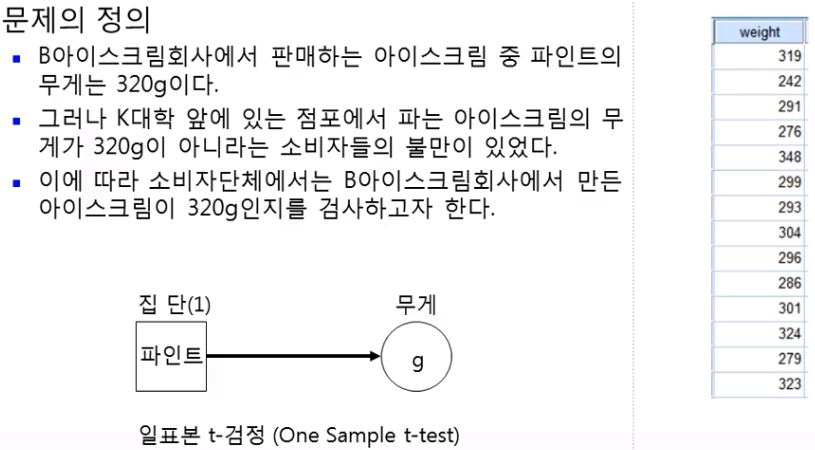 문제의 정의
B아이스크림회사에서 판매하는 아이스크림 중 파인트의
무게는 320g이다.
그러나 K대학 앞에 있는 점포에서 파는 아이스크림의 무
게가 320g이 아니라는 소비자들의 불만이 있었다.
이에 따라 소비자단체에서는 B아이스크림회사에서 만든
아이스크림이 320g인지를 검사하고자 한다.
집 단(1)
무게
파인트
g
일표본 t-검정 (One Sample t-test)
weight
319
242
291
276
348
299
293
304
296
286
301
324
279
323